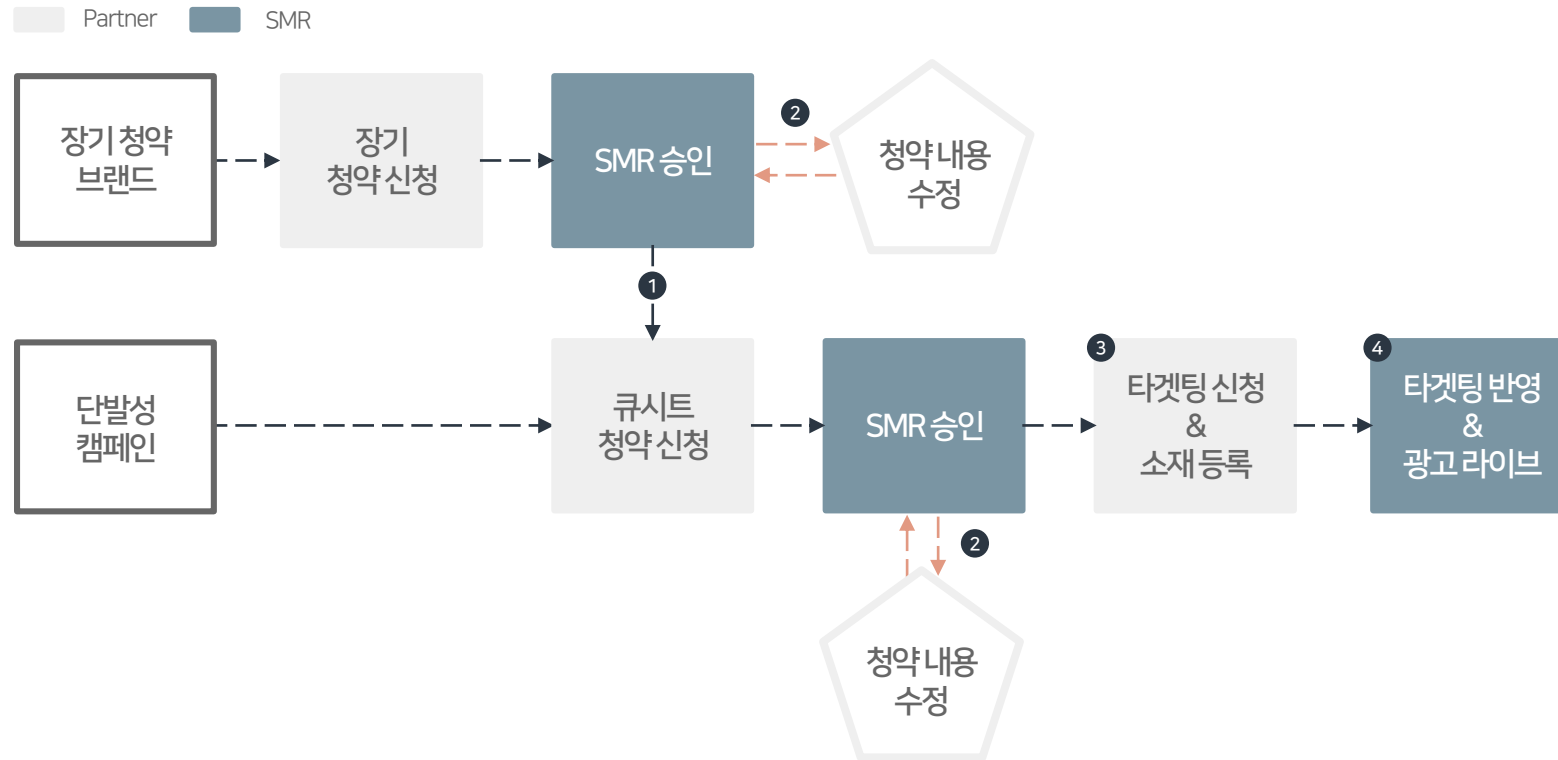 Partner
SMR
장기 청약
브랜드
장기
청약 신청
SMR 승인
2
청약 내용
수정
1
단발성
캠페인
큐시트
청약 신청
SMR 승인
3
타겟팅 신청
&
소재 등록
4
타겟팅 반영
&
광고 라이브
2
청약 내용
수정